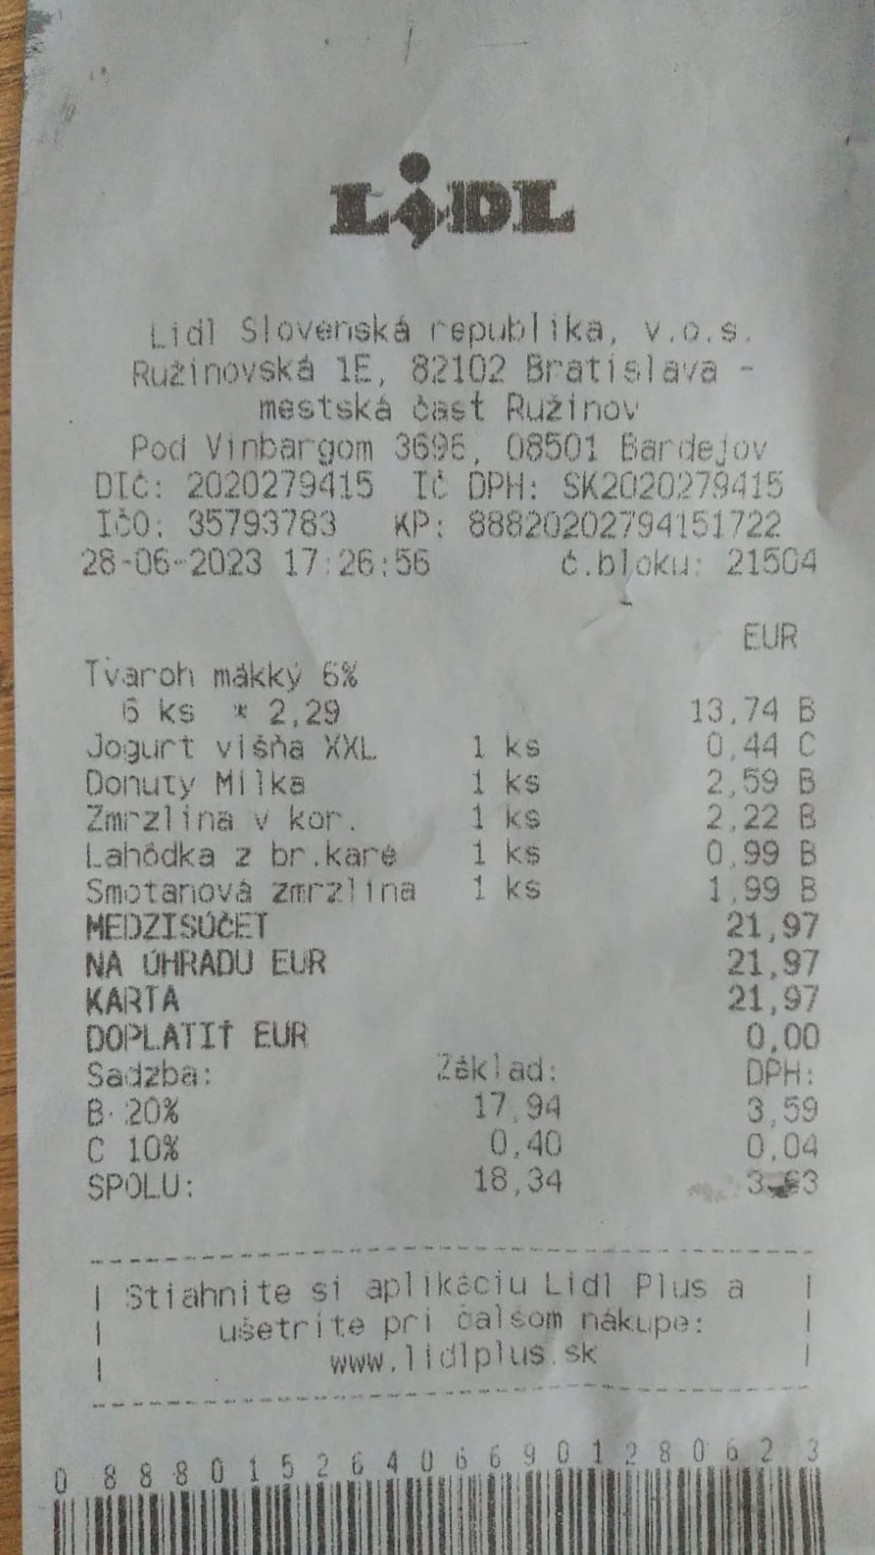 LIDL
Lidl Slovenská republika, v.o.s.
Ružinovská 1E, 82102 Bratislava -
mestská časť Ružinov
Pod Vinbargom 3695, 08501 Bardejov
DIČ: 2020279415 IČ DPH: SK2020279415
IČO: 35793783 KP: 88820202794151722
28-06-2023 17:26:56 č.bloku: 21504
EUR
Tvaroh mäkký 6%
6 ks * 2,29 13,74 B
Jogurt višňa XXL 1 ks 0,44 C
Donuty Milka 1 ks 2,59 B
Zmrzlina v kor. 1 ks 2,22 B
Lahôdka z br.karé 1 ks 0,99 B
Smotanová zmrzlina 1 ks 1,99 B
MEDZISÚČET 21,97
NA ÚHRADU EUR 21,97
KARTA 21,97
DOPLATIŤ EUR 0,00
Sadzba: Základ: DPH:
B 20% 17,94 3,59
C 10% 0,40 0,04
SPOLU: 18,34 3,63
Stiahnite si aplikáciu Lidl Plus a
ušetrite pri ďalšom nákupe:
www.lidlplus.sk
0 8 8 8 0 1 5 2 6 4 0 6 6 9 0 1 2 8 0 6 2 3